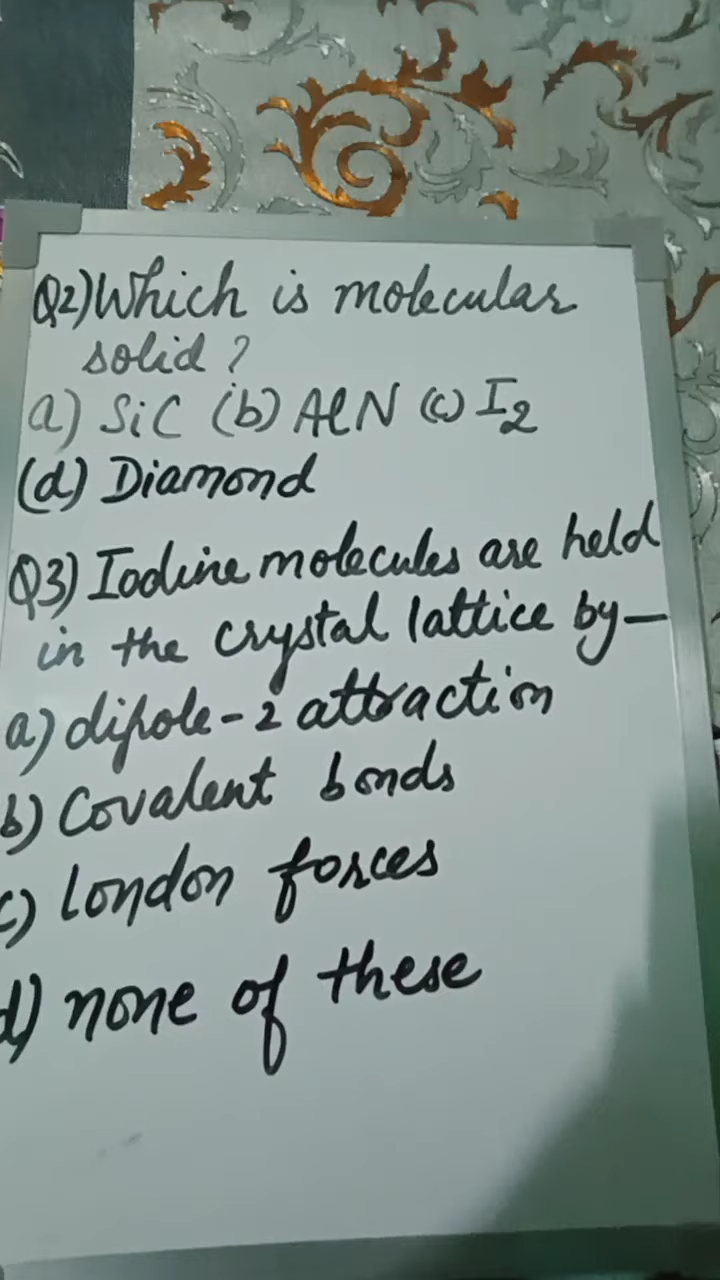 Q2) Which is molecular
solid?
a) SiC (b) AlN (c) I2
(d) Diamond
Q3) Iodine molecules are held
in the crystal lattice by—
a) dipole-2 attraction
b) Covalent bonds
c) london forces
d) none of these